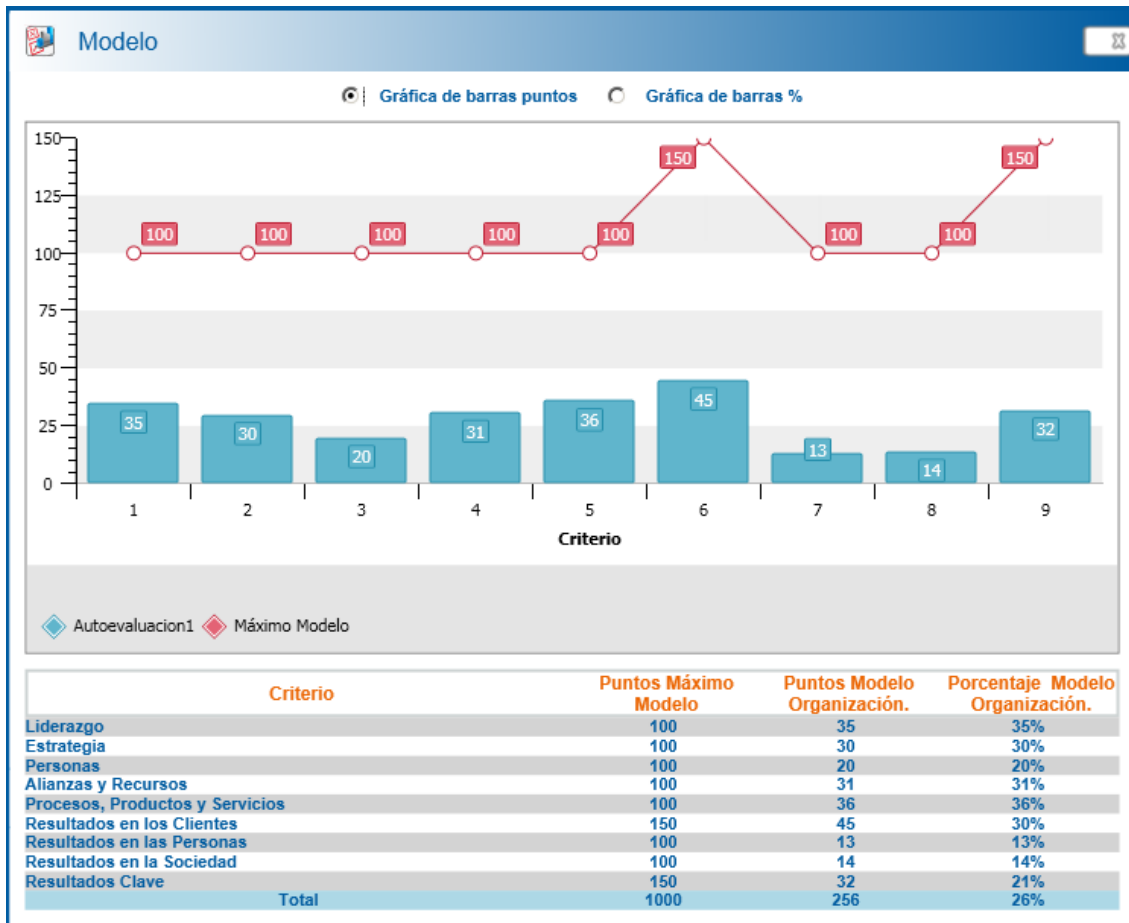 Modelo
Gráfica de barras puntos Gráfica de barras %
150
125
100
75
50
25
0
100 100 100 100 100 150 100 100 150
35 30 20 31 36 45 13 14 32
1 2 3 4 5 6 7 8 9
Criterio
Autoevaluacion1 Máximo Modelo
Criterio Puntos Máximo Modelo Puntos Modelo Organización. Porcentaje Modelo Organización.
Liderazgo 100 35 35%
Estrategia 100 30 30%
Personas 100 20 20%
Alianzas y Recursos 100 31 31%
Procesos, Productos y Servicios 100 36 36%
Resultados en los Clientes 150 45 30%
Resultados en las Personas 100 13 13%
Resultados en la Sociedad 100 14 14%
Resultados Clave 150 32 21%
Total 1000 256 26%